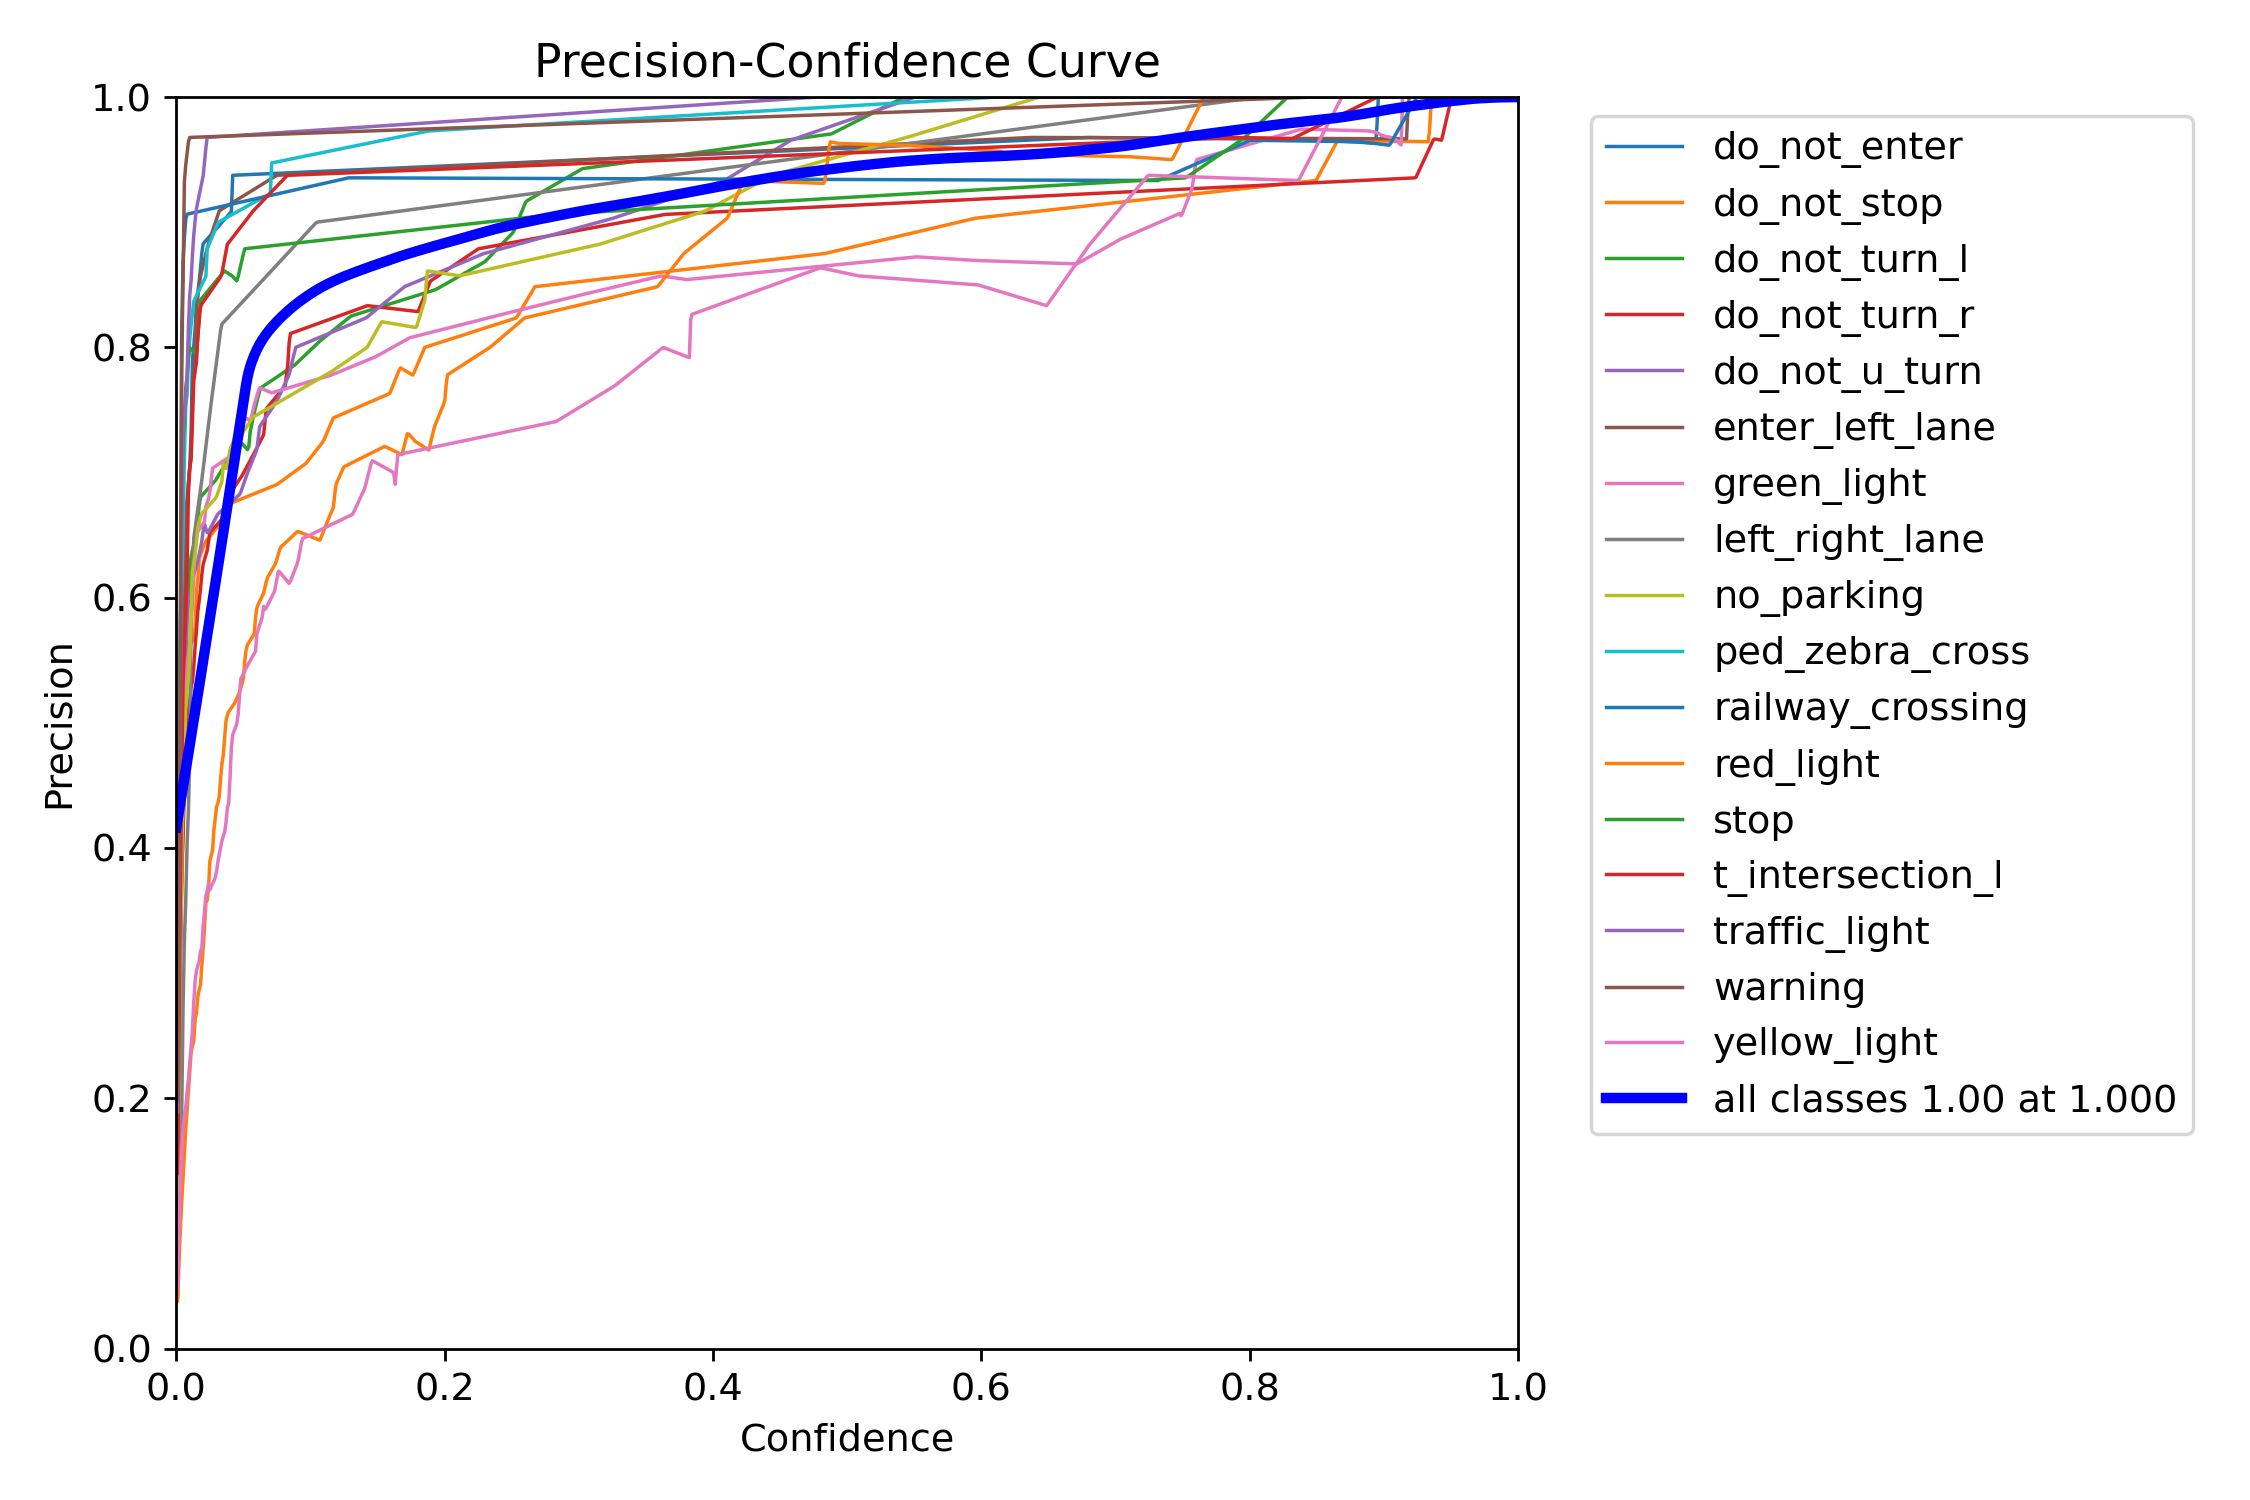 Precision-Confidence Curve
1.0
0.8
0.6
0.4
0.2
0.0
Precision
0.0 0.2 0.4 0.6 0.8 1.0
Confidence
do_not_enter
do_not_stop
do_not_turn_l
do_not_turn_r
do_not_u_turn
enter_left_lane
green_light
left_right_lane
no_parking
ped_zebra_cross
railway_crossing
red_light
stop
t_intersection_l
traffic_light
warning
yellow_light
all classes 1.00 at 1.000